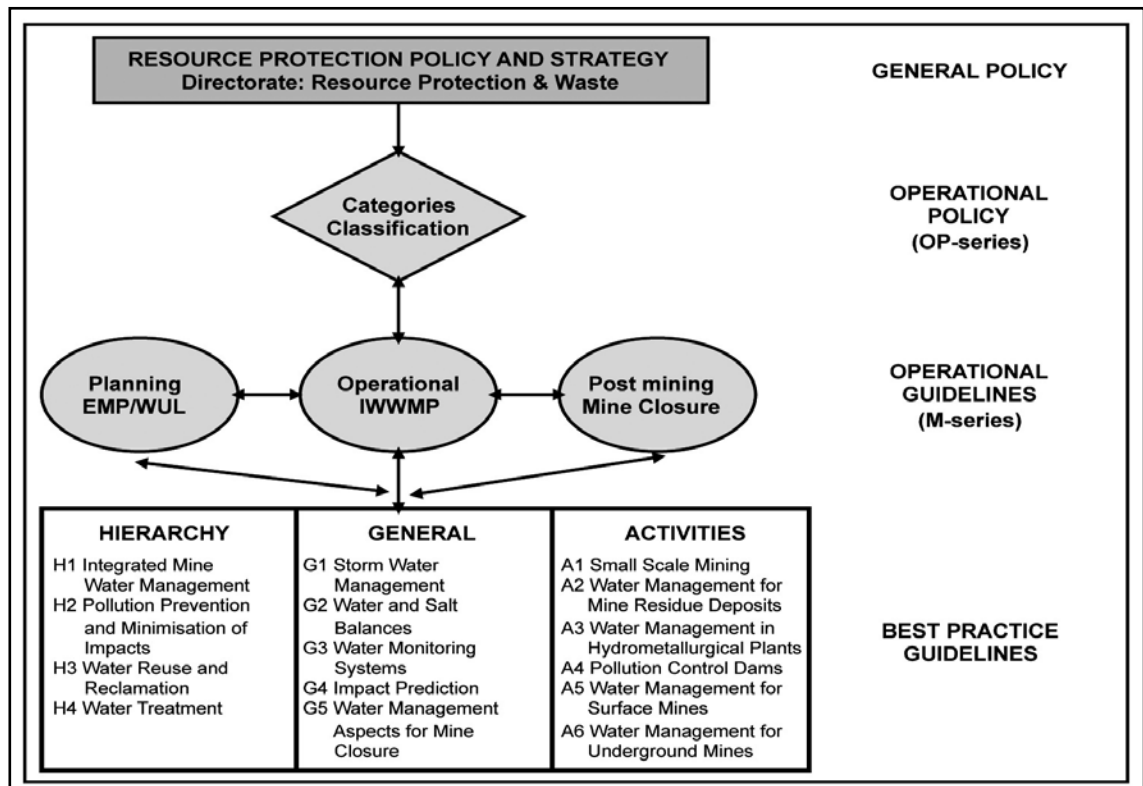 RESOURCE PROTECTION POLICY AND STRATEGY
Directorate: Resource Protection & Waste
GENERAL POLICY
Categories
Classification
OPERATIONAL
POLICY
(OP-series)
Planning
EMP/WUL
Operational
IWWMP
Post mining
Mine Closure
OPERATIONAL
GUIDELINES
(M-series)
HIERARCHY
H1 Integrated Mine
Water Management
H2 Pollution Prevention
and Minimisation of
Impacts
H3 Water Reuse and
Reclamation
H4 Water Treatment
GENERAL
G1 Storm Water
Management
G2 Water and Salt
Balances
G3 Water Monitoring
Systems
G4 Impact Prediction
G5 Water Management
Aspects for Mine
Closure
ACTIVITIES
A1 Small Scale Mining
A2 Water Management for
Mine Residue Deposits
A3 Water Management in
Hydrometallurgical Plants
A4 Pollution Control Dams
A5 Water Management for
Surface Mines
A6 Water Management for
Underground Mines
BEST PRACTICE
GUIDELINES